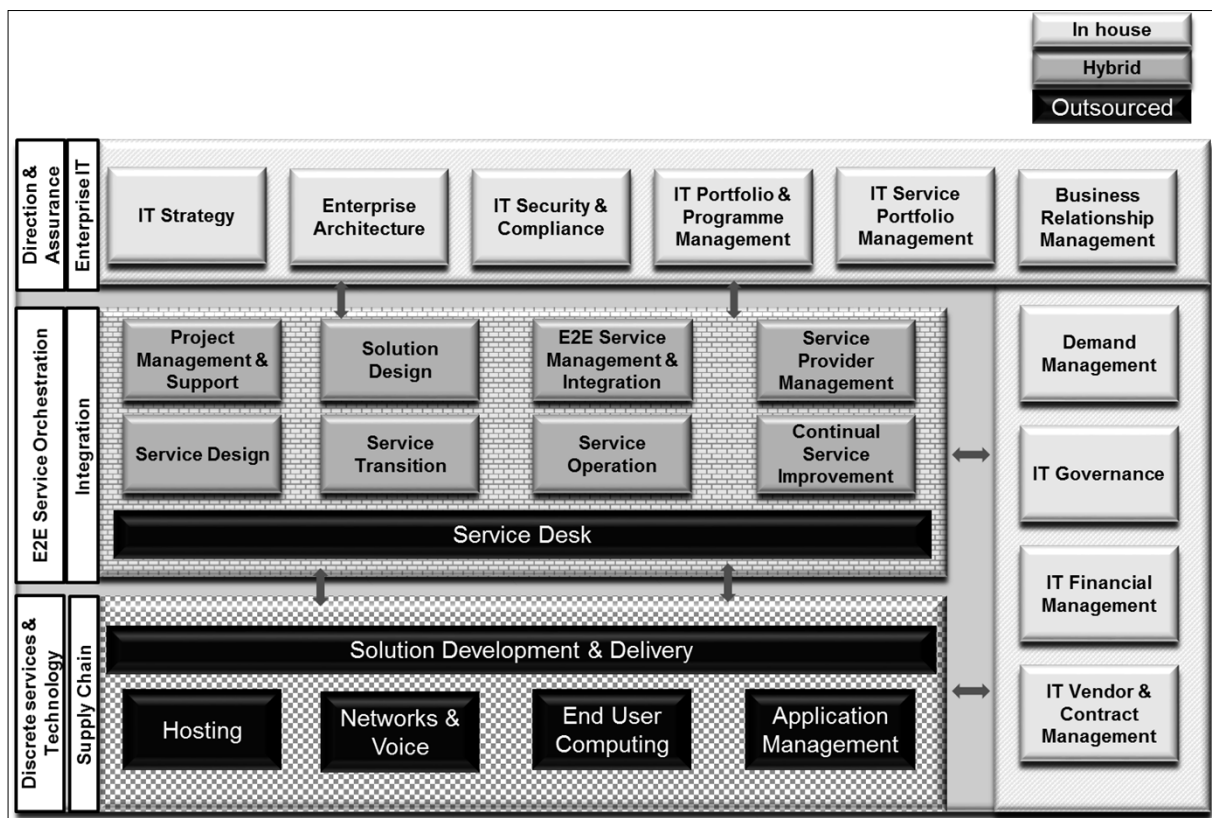 In house
Hybrid
Outsourced
Direction &
Assurance
Enterprise IT
IT Strategy
Enterprise
Architecture
IT Security &
Compliance
IT Portfolio &
Programme
Management
IT Service
Portfolio
Management
Business
Relationship
Management
E2E Service Orchestration
Integration
Project
Management &
Support
Solution
Design
E2E Service
Management &
Integration
Service
Provider
Management
Service Design
Service
Transition
Service
Operation
Continual
Service
Improvement
Service Desk
Demand
Management
IT Governance
IT Financial
Management
IT Vendor &
Contract
Management
Discrete services &
Technology
Supply Chain
Solution Development & Delivery
Hosting
Networks &
Voice
End User
Computing
Application
Management